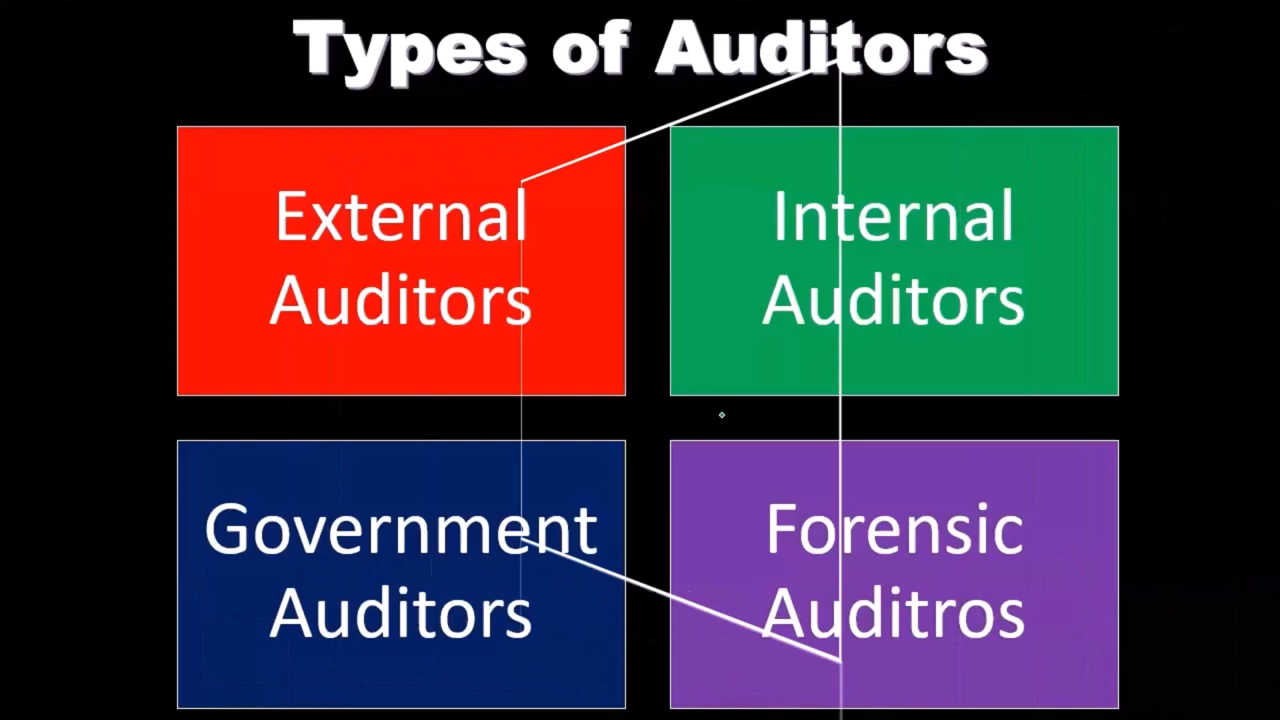 Types of Auditors
External
Auditors
Internal
Auditors
Government
Auditors
Forensic
Auditros